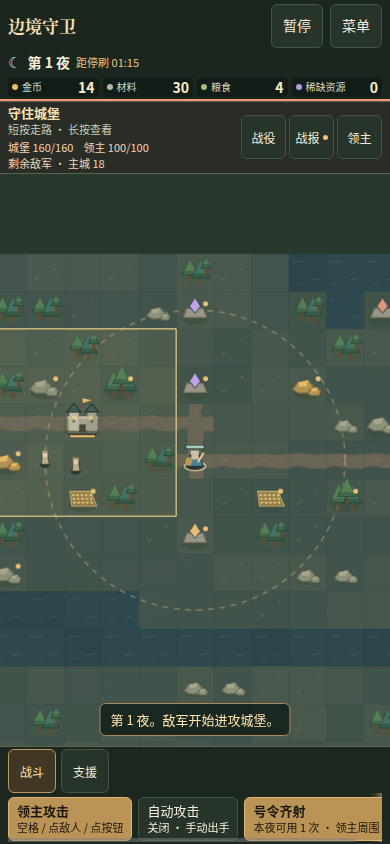 边境守卫
暂停
菜单
☾ 第 1 夜 距停刷 01:15
金币 14
材料 30
粮食 4
稀缺资源 0
守住城堡
短按走路 · 长按查看
城堡 160/160 领主 100/100
剩余敌军 · 主城 18
战役
战报
领主
第 1 夜。敌军开始进攻城堡。
战斗
支援
领主攻击
空格 / 点敌人 / 点按钮
自动攻击
关闭 · 手动出手
号令齐射
本夜可用 1 次 · 领主周围